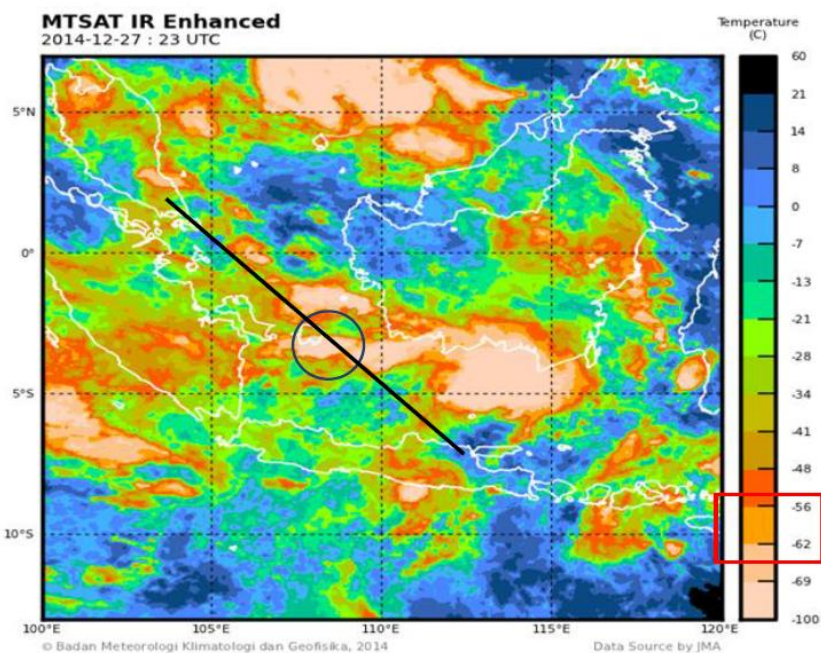 MTSAT IR Enhanced
2014-12-27 : 23 UTC
Temperature
(C)
60
21
14
8
0
-7
-13
-21
-28
-34
-41
-48
-56
-62
-69
-100
5°N
0°
5°S
10°S
100°E
105°E
110°E
115°E
120°E
© Badan Meteorologi Klimatologi dan Geofisika, 2014
Data Source by JMA